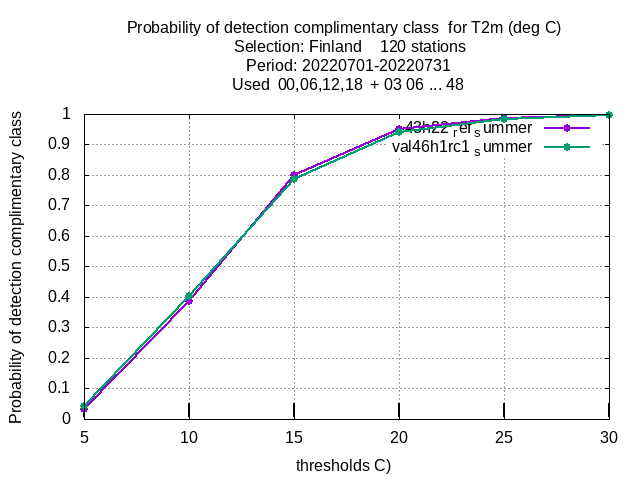 Probability of detection complimentary class for T2m (deg C)
Selection: Finland 120 stations
Period: 20220701-20220731
Used 00,06,12,18 + 03 06 ... 48
Probability of detection complimentary class
1
0.9
0.8
0.7
0.6
0.5
0.4
0.3
0.2
0.1
0
43h22_ref_summer
val46h1rc1_summer
5 10 15 20 25 30
thresholds C)